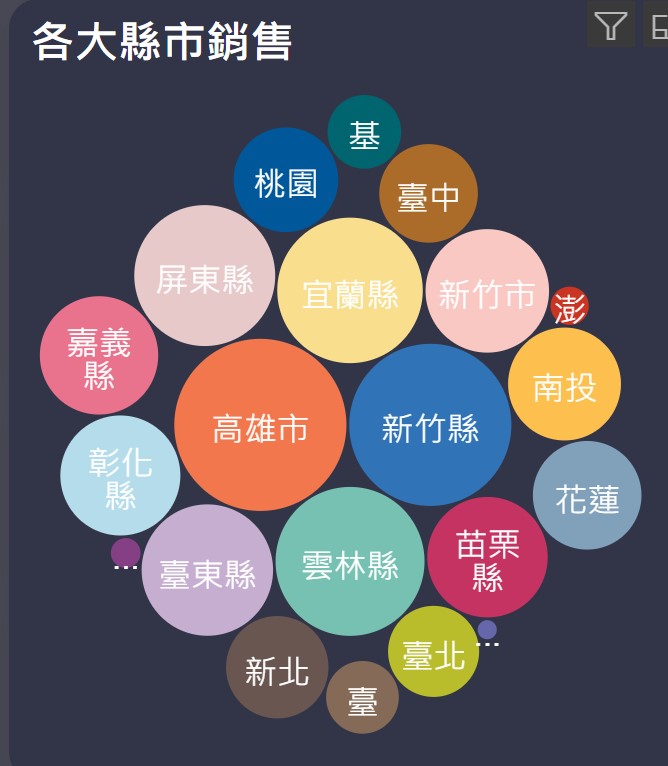 各大縣市銷售
基
桃園
臺中
屏東縣
宜蘭縣
新竹市
澎
嘉義
縣
南投
高雄市
新竹縣
彰化
縣
花蓮
...
臺東縣
雲林縣
苗栗
縣
...
臺北
新北
臺